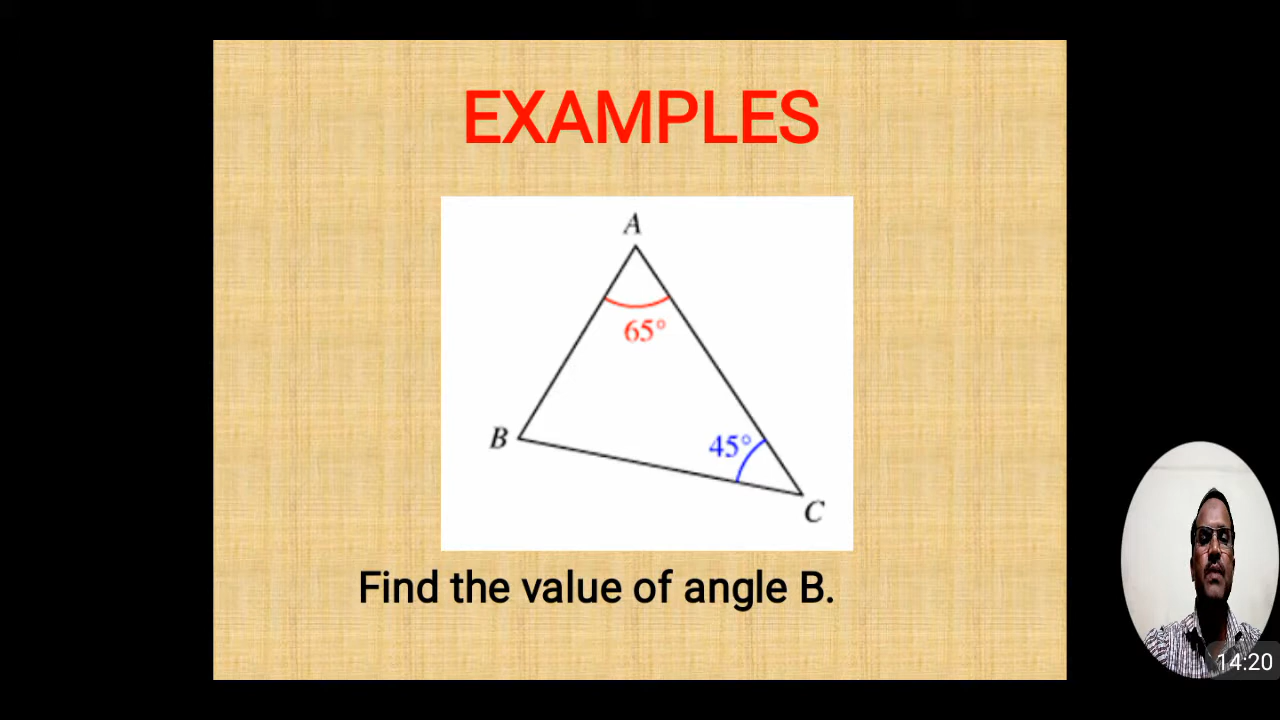 EXAMPLES
A
65°
B
45°
C
Find the value of angle B.
14:20